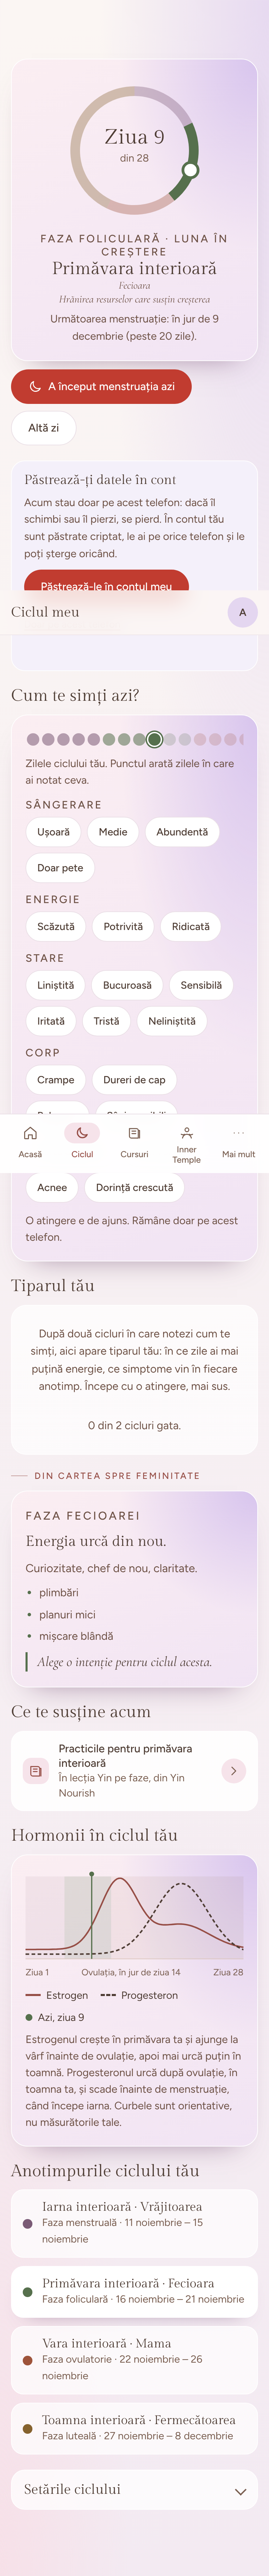 Ziua 9
din 28
FAZA FOLICULARĂ · LUNA ÎN
CREȘTERE
Primăvara interioară
Fecioara
Hrănirea resurselor care susțin creșterea
Următoarea menstruație: în jur de 9
decembrie (peste 20 zile).
A început menstruația azi
Altă zi
Păstrează-ți datele în cont
Acum stau doar pe acest telefon: dacă îl
schimbi sau îl pierzi, se pierd. În contul tău
sunt păstrate criptat, le ai pe orice telefon și le
poți șterge oricând.
Păstrează-le în contul meu
Ciclul meu
A
Cum te simți azi?
Zilele ciclului tău. Punctul arată zilele în care
ai notat ceva.
SÂNGERARE
Ușoară
Medie
Abundentă
Doar pete
ENERGIE
Scăzută
Potrivită
Ridicată
STARE
Liniștită
Bucuroasă
Sensibilă
Iritată
Tristă
Neliniștită
CORP
Crampe
Dureri de cap
Acasă
Ciclul
Cursuri
Inner
Temple
Mai mult
Acnee
Dorință crescută
O atingere e de ajuns. Rămâne doar pe acest
telefon.
Tiparul tău
După două cicluri în care notezi cum te
simți, aici apare tiparul tău: în ce zile ai mai
puțină energie, ce simptome vin în fiecare
anotimp. Începe cu o atingere, mai sus.
0 din 2 cicluri gata.
DIN CARTEA SPRE FEMINITATE
FAZA FECIOAREI
Energia urcă din nou.
Curiozitate, chef de nou, claritate.
• plimbări
• planuri mici
• mișcare blândă
Alege o intenție pentru ciclul acesta.
Ce te susține acum
Practicile pentru primăvara
interioară
În lecția Yin pe faze, din Yin
Nourish
Hormonii în ciclul tău
Ziua 1
Ovulația, în jur de ziua 14
Ziua 28
Estrogen
Progesteron
Azi, ziua 9
Estrogenul crește în primăvara ta și ajunge la
vârf înainte de ovulație, apoi mai urcă puțin în
toamnă. Progesteronul urcă după ovulație, în
toamna ta, și scade înainte de menstruație,
când începe iarna. Curbele sunt orientative,
nu măsurătorile tale.
Anotimpurile ciclului tău
Iarna interioară · Vrăjitoarea
Faza menstruală · 11 noiembrie – 15
noiembrie
Primăvara interioară · Fecioara
Faza foliculară · 16 noiembrie – 21 noiembrie
Vara interioară · Mama
Faza ovulatorie · 22 noiembrie – 26
noiembrie
Toamna interioară · Fermecătoarea
Faza luteală · 27 noiembrie – 8 decembrie
Setările ciclului